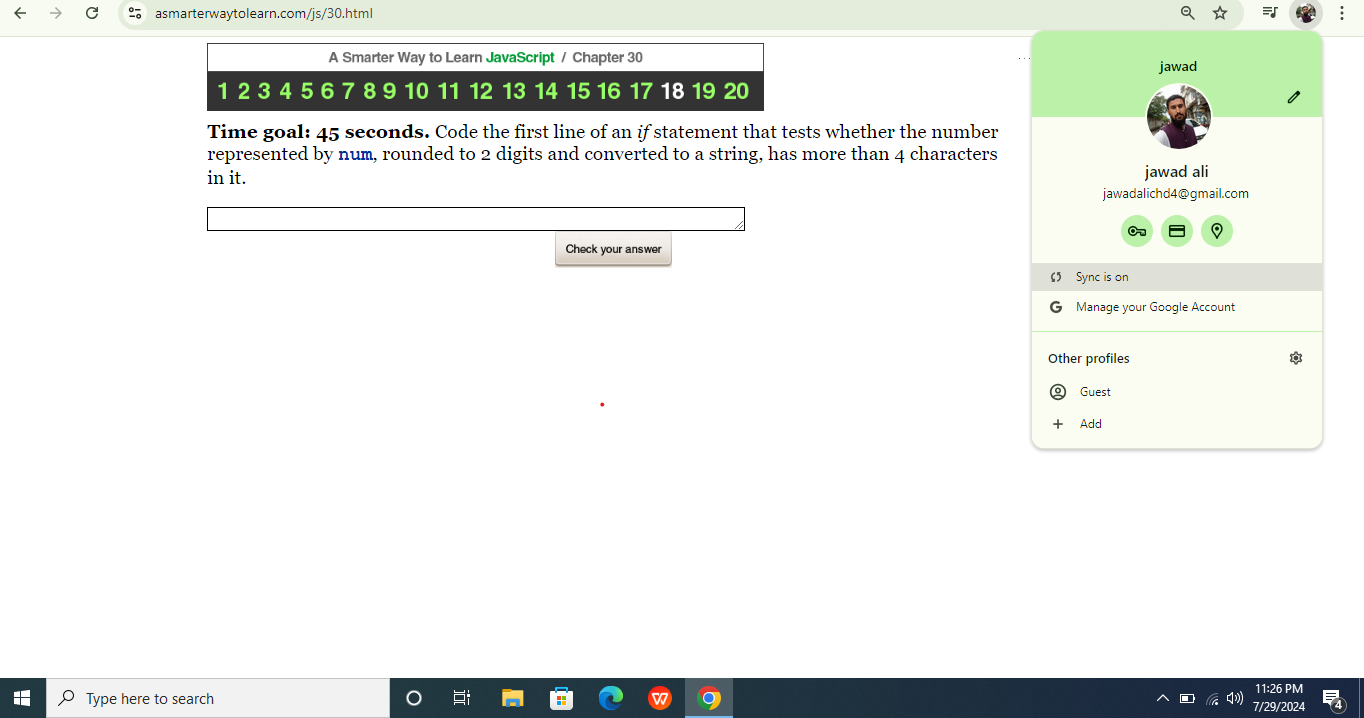 asmarterwaytolearn.com/js/30.html
A Smarter Way to Learn JavaScript / Chapter 30
1 2 3 4 5 6 7 8 9 10 11 12 13 14 15 16 17 18 19 20
Time goal: 45 seconds. Code the first line of an if statement that tests whether the number
represented by num, rounded to 2 digits and converted to a string, has more than 4 characters
in it.
Check your answer
jawad
jawad ali
jawadalichd4@gmail.com
Sync is on
G Manage your Google Account
Other profiles
Guest
+ Add
Type here to search
W
11:26 PM
7/29/2024
4